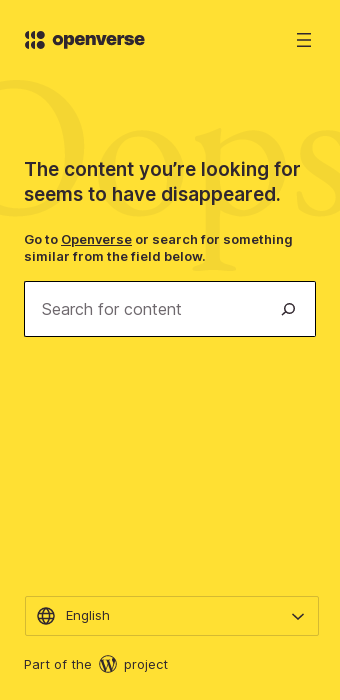 openverse
Oops
The content you’re looking for
seems to have disappeared.
Go to Openverse or search for something
similar from the field below.
Search for content
English
Part of the project